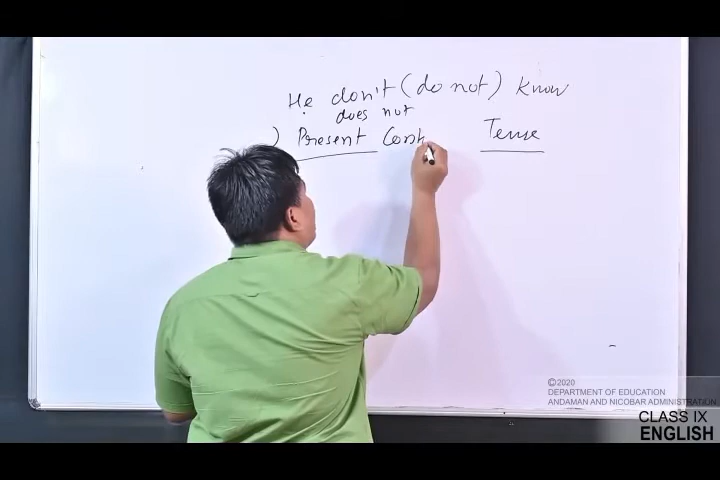 He don't (do not) know
does not
) Present Cont Tense
©2020
DEPARTMENT OF EDUCATION
ANDAMAN AND NICOBAR ADMINISTRATION
CLASS IX
ENGLISH